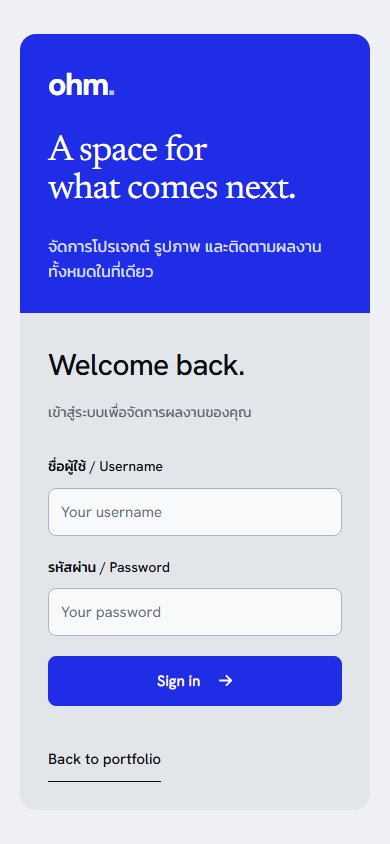 ohm.
A space for
what comes next.
จัดการโปรเจกต์ รูปภาพ และติดตามผลงาน
ทั้งหมดในที่เดียว
Welcome back.
เข้าสู่ระบบเพื่อจัดการผลงานของคุณ
ชื่อผู้ใช้ / Username
Your username
รหัสผ่าน / Password
Your password
Sign in →
Back to portfolio